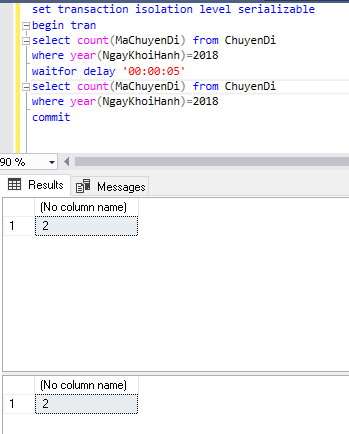 set transaction isolation level serializable
begin tran
select count(MaChuyenDi) from ChuyenDi
where year(NgayKhoiHanh)=2018
waitfor delay '00:00:05'
select count(MaChuyenDi) from ChuyenDi
where year(NgayKhoiHanh)=2018
commit
90 %
Results Messages
(No column name)
1 2
(No column name)
1 2